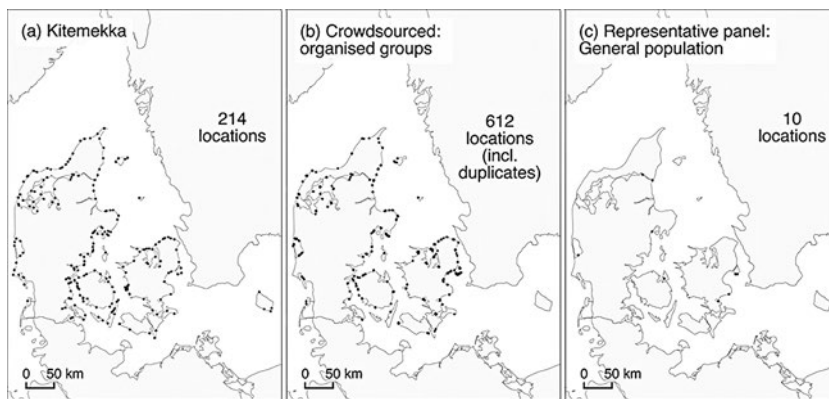 (a) Kitemekka
214
locations
0 50 km
(b) Crowdsourced:
organised groups
612
locations
(incl.
duplicates)
0 50 km
(c) Representative panel:
General population
10
locations
0 50 km